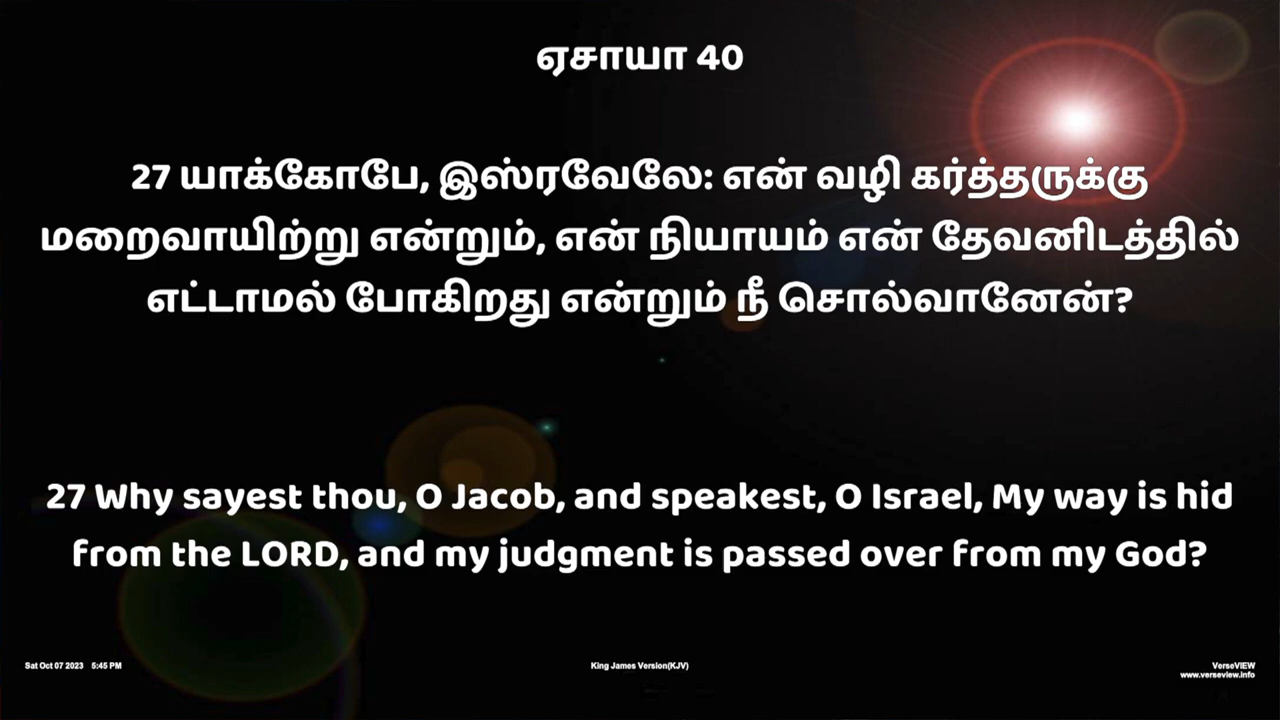 ஏசாயா 40
27 யாக்கோபே, இஸ்ரவேலே: என் வழி கர்த்தருக்கு
மறைவாயிற்று என்றும், என் நியாயம் என் தேவனிடத்தில்
எட்டாமல் போகிறது என்றும் நீ சொல்வானேன்?
27 Why sayest thou, O Jacob, and speakest, O Israel, My way is hid
from the LORD, and my judgment is passed over from my God?
Sat Oct 07 2023 5:45 PM
King James Version(KJV)
VerseVIEW
www.verseview.info